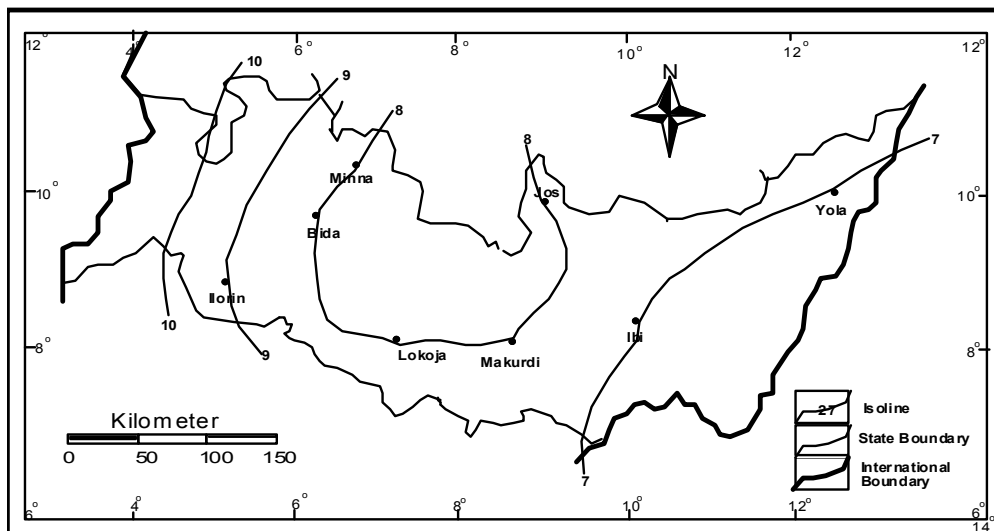 12° 4° 6° 8° 10° 12° 12°
10
9
8
N
8
7
Minna
Jos
10° 10°
Bida
Yola
Ilorin
10
9
Lokoja
Makurdi
Ibi
8° 8°
Kilometer
0 50 100 150
27 Isoline
State Boundary
International
Boundary
7
6° 4° 6° 8° 10° 12° 6°
14°